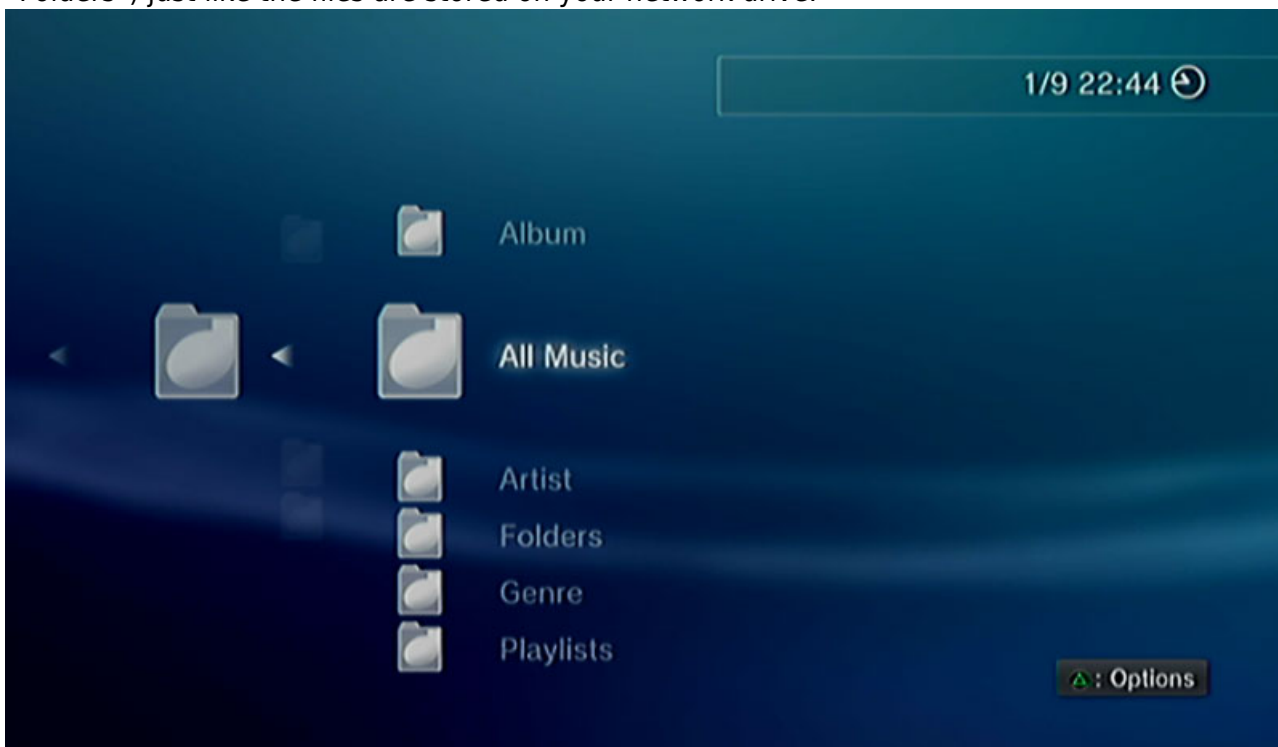 "Folders", just like the files are stored on your network drive.
1/9 22:44
Album
All Music
Artist
Folders
Genre
Playlists
: Options